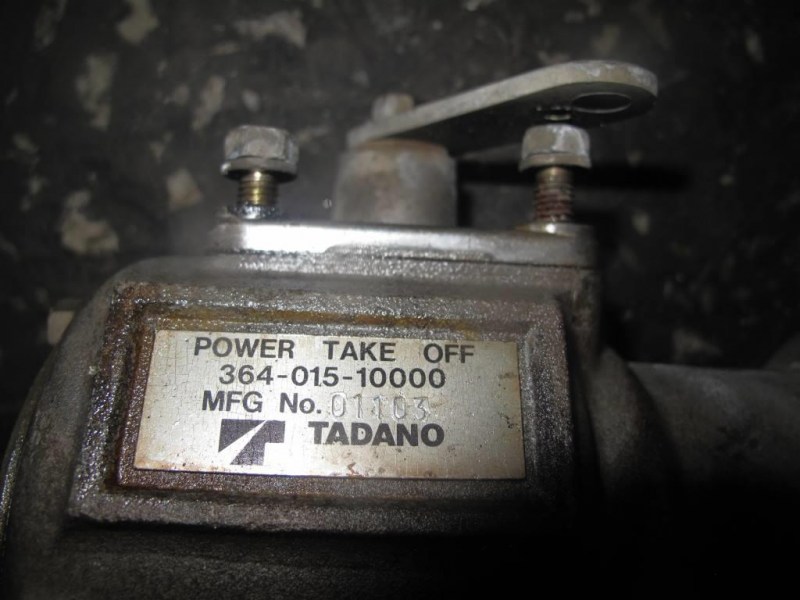 POWER TAKE OFF
364-015-10000
MFG No. 01103
TADANO